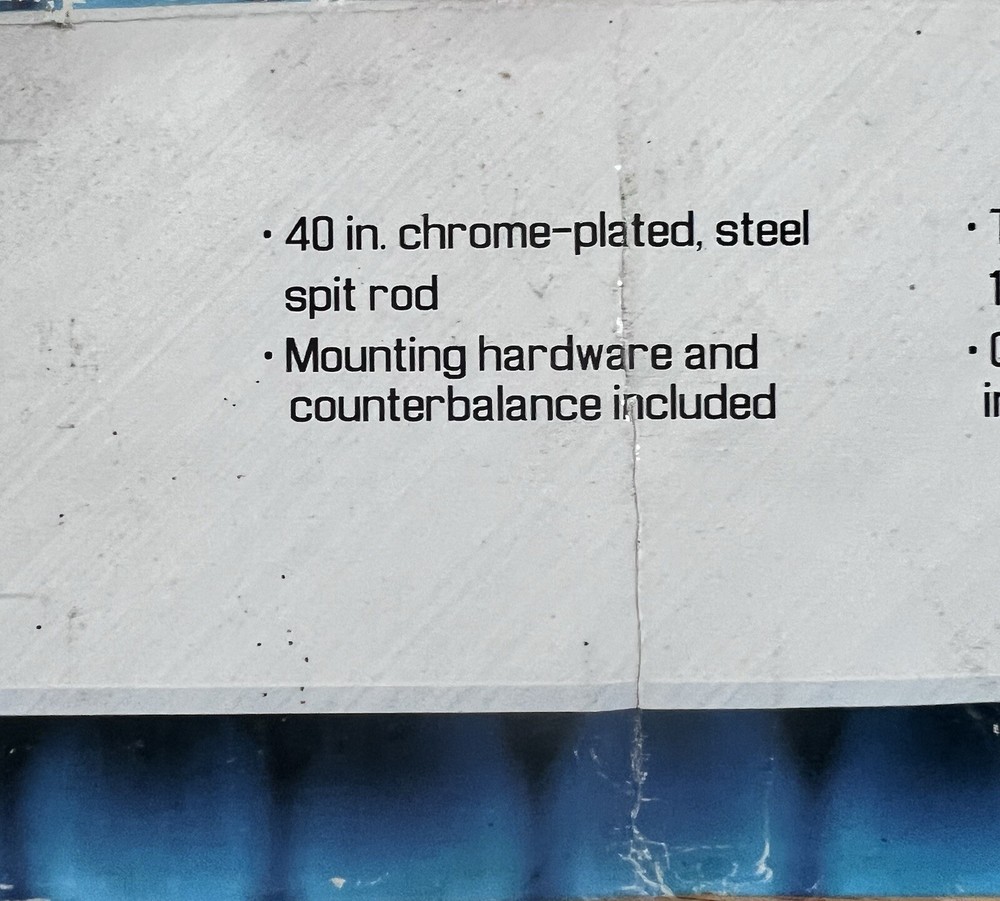 · 40 in. chrome-plated, steel
spit rod
· Mounting hardware and
counterbalance included